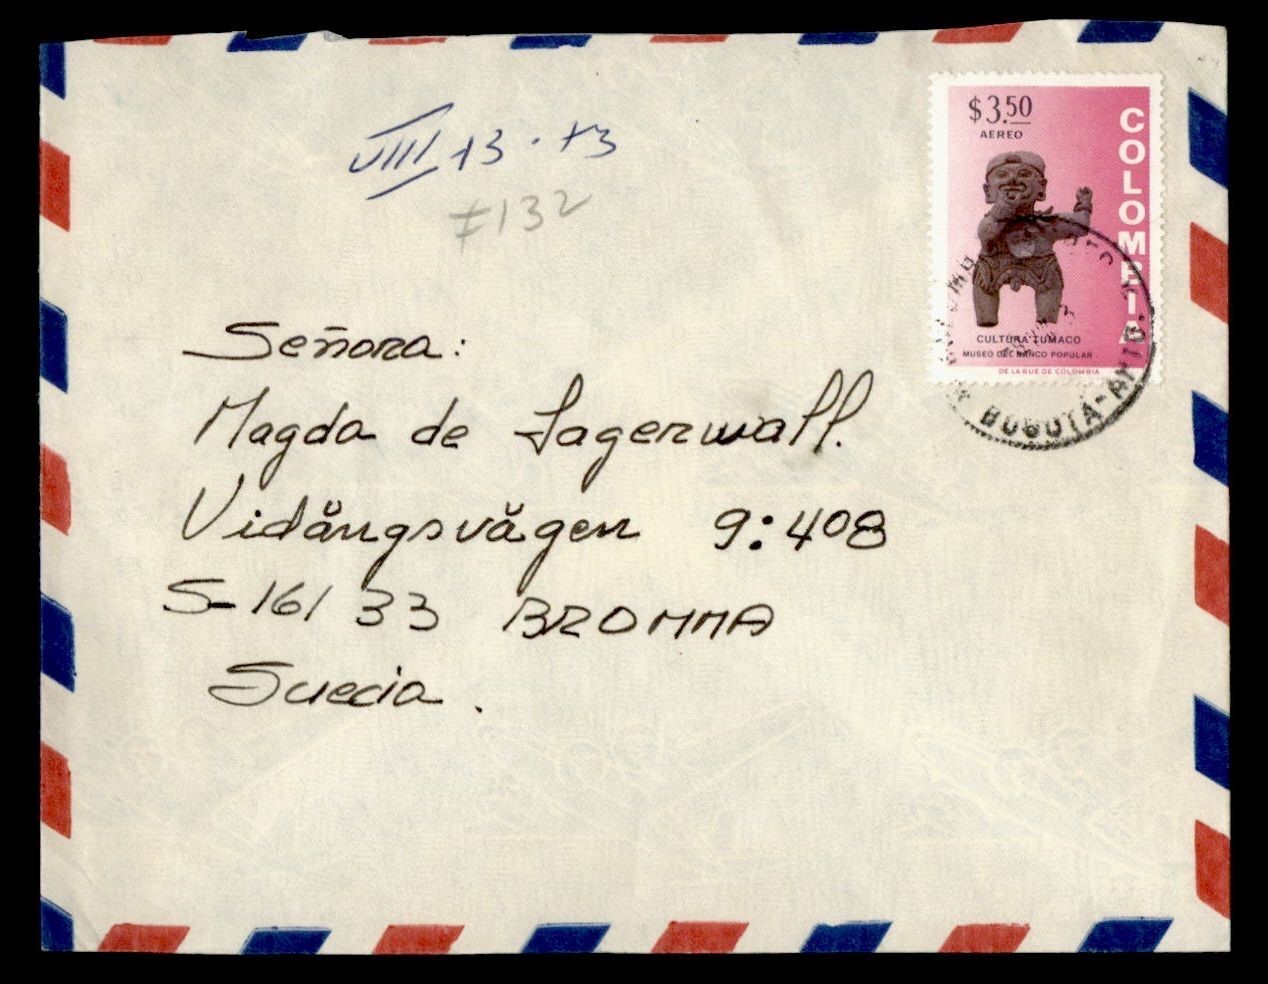 VIII 13 · 73
#132
$3.50
AEREO
COLOMBIA
CULTURA TUMACO
MUSEO DEL BANCO POPULAR
DE LA RUE DE COLOMBIA
BOGOTA-
Señora:
Magda de Lagerwall.
Vidångsvăgen 9:408
S-161 33 BROMMA
Suecia.